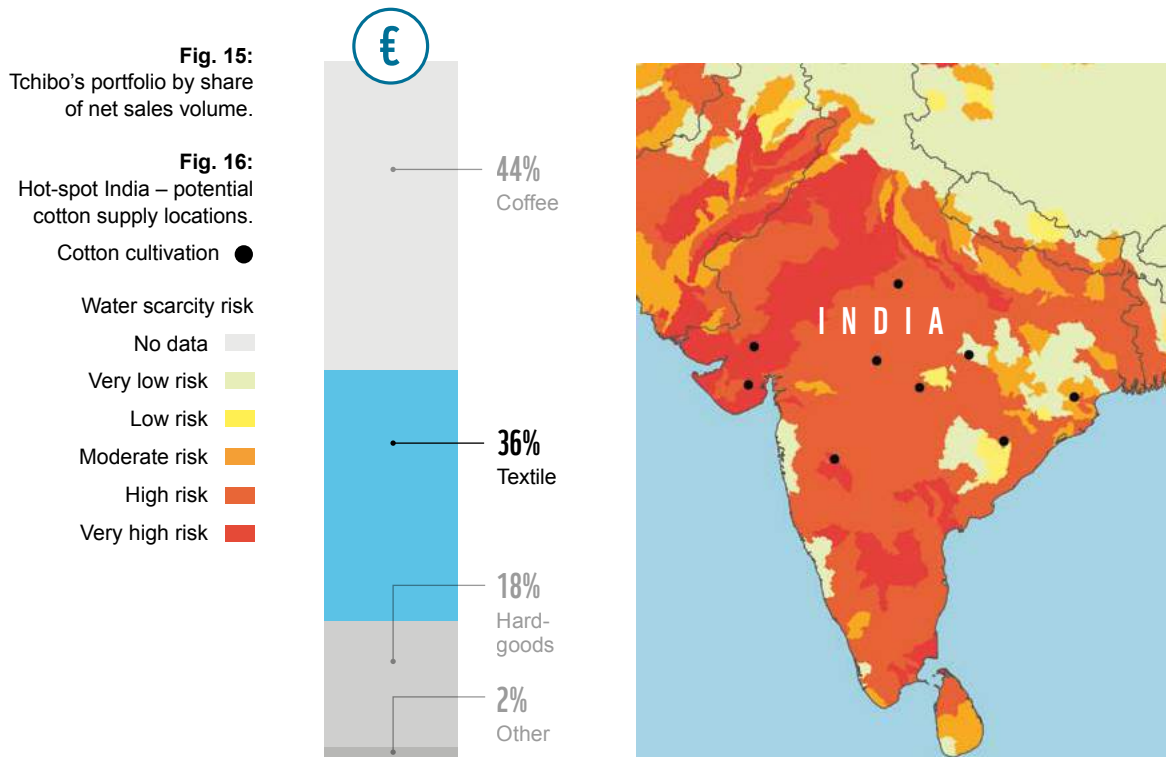 €
Fig. 15:
Tchibo's portfolio by share
of net sales volume.
Fig. 16:
Hot-spot India – potential
cotton supply locations.
Cotton cultivation
Water scarcity risk
No data
Very low risk
Low risk
Moderate risk
High risk
Very high risk
44%
Coffee
36%
Textile
18%
Hard-
goods
2%
Other
INDIA